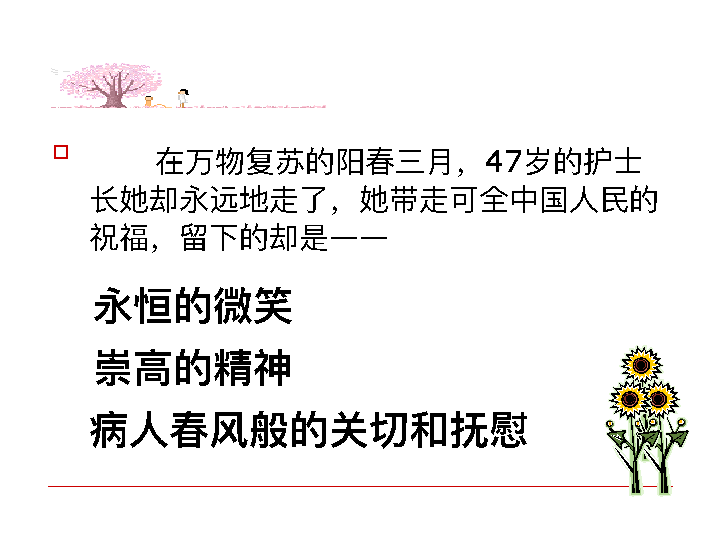 在万物复苏的阳春三月，47岁的护士
长她却永远地走了，她带走可全中国人民的
祝福，留下的却是——
永恒的微笑
崇高的精神
病人春风般的关切和抚慰